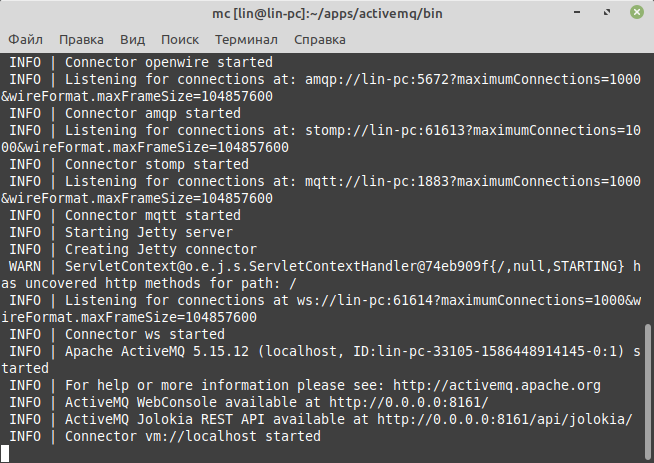 mc [lin@lin-pc]:~/apps/activemq/bin
Файл Правка Вид Поиск Терминал Справка
INFO | Connector openwire started
INFO | Listening for connections at: amqp://lin-pc:5672?maximumConnections=1000
&wireFormat.maxFrameSize=104857600
INFO | Connector amqp started
INFO | Listening for connections at: stomp://lin-pc:61613?maximumConnections=10
00&wireFormat.maxFrameSize=104857600
INFO | Connector stomp started
INFO | Listening for connections at: mqtt://lin-pc:1883?maximumConnections=1000
&wireFormat.maxFrameSize=104857600
INFO | Connector mqtt started
INFO | Starting Jetty server
INFO | Creating Jetty connector
WARN | ServletContext@o.e.j.s.ServletContextHandler@74eb909f{/,null,STARTING} h
as uncovered http methods for path: /
INFO | Listening for connections at ws://lin-pc:61614?maximumConnections=1000&w
ireFormat.maxFrameSize=104857600
INFO | Connector ws started
INFO | Apache ActiveMQ 5.15.12 (localhost, ID:lin-pc-33105-1586448914145-0:1) s
tarted
INFO | For help or more information please see: http://activemq.apache.org
INFO | ActiveMQ WebConsole available at http://0.0.0.0:8161/
INFO | ActiveMQ Jolokia REST API available at http://0.0.0.0:8161/api/jolokia/
INFO | Connector vm://localhost started